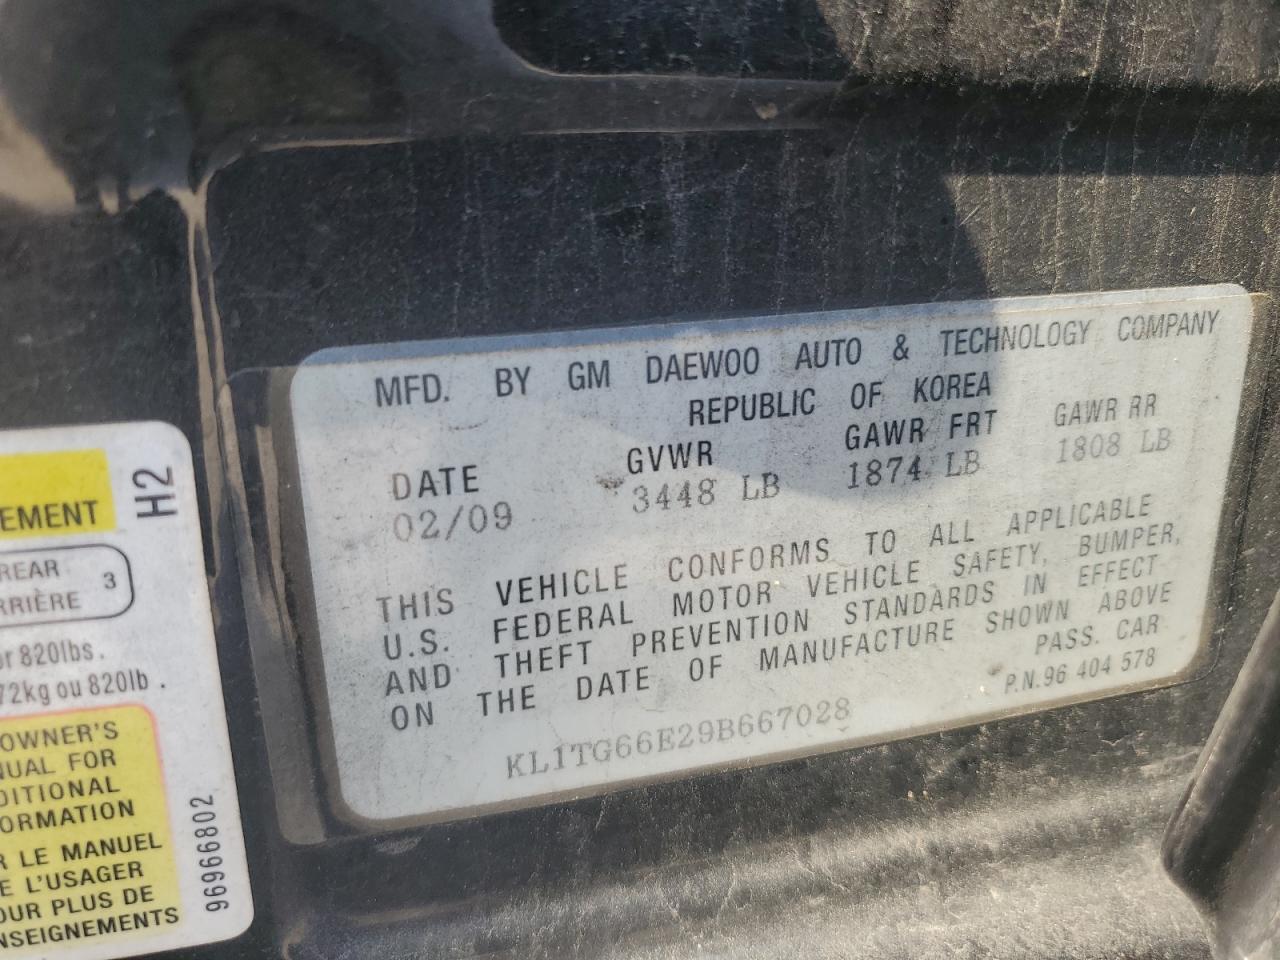 MFD. BY GM DAEWOO AUTO & TECHNOLOGY COMPANY
REPUBLIC OF KOREA
DATE GVWR GAWR FRT GAWR RR
02/09 3448 LB 1874 LB 1808 LB
THIS VEHICLE CONFORMS TO ALL APPLICABLE
U.S. FEDERAL MOTOR VEHICLE SAFETY, BUMPER,
AND THEFT PREVENTION STANDARDS IN EFFECT
ON THE DATE OF MANUFACTURE SHOWN ABOVE
PASS. CAR
KL1TG66E29B667028 P.N.96 404 578
H2
EMENT
REAR 3
RRIÈRE
or 820lbs.
72kg ou 820lb .
OWNER'S
NUAL FOR
DITIONAL
ORMATION
R LE MANUEL
E L'USAGER
OUR PLUS DE
NSEIGNEMENTS
96966802